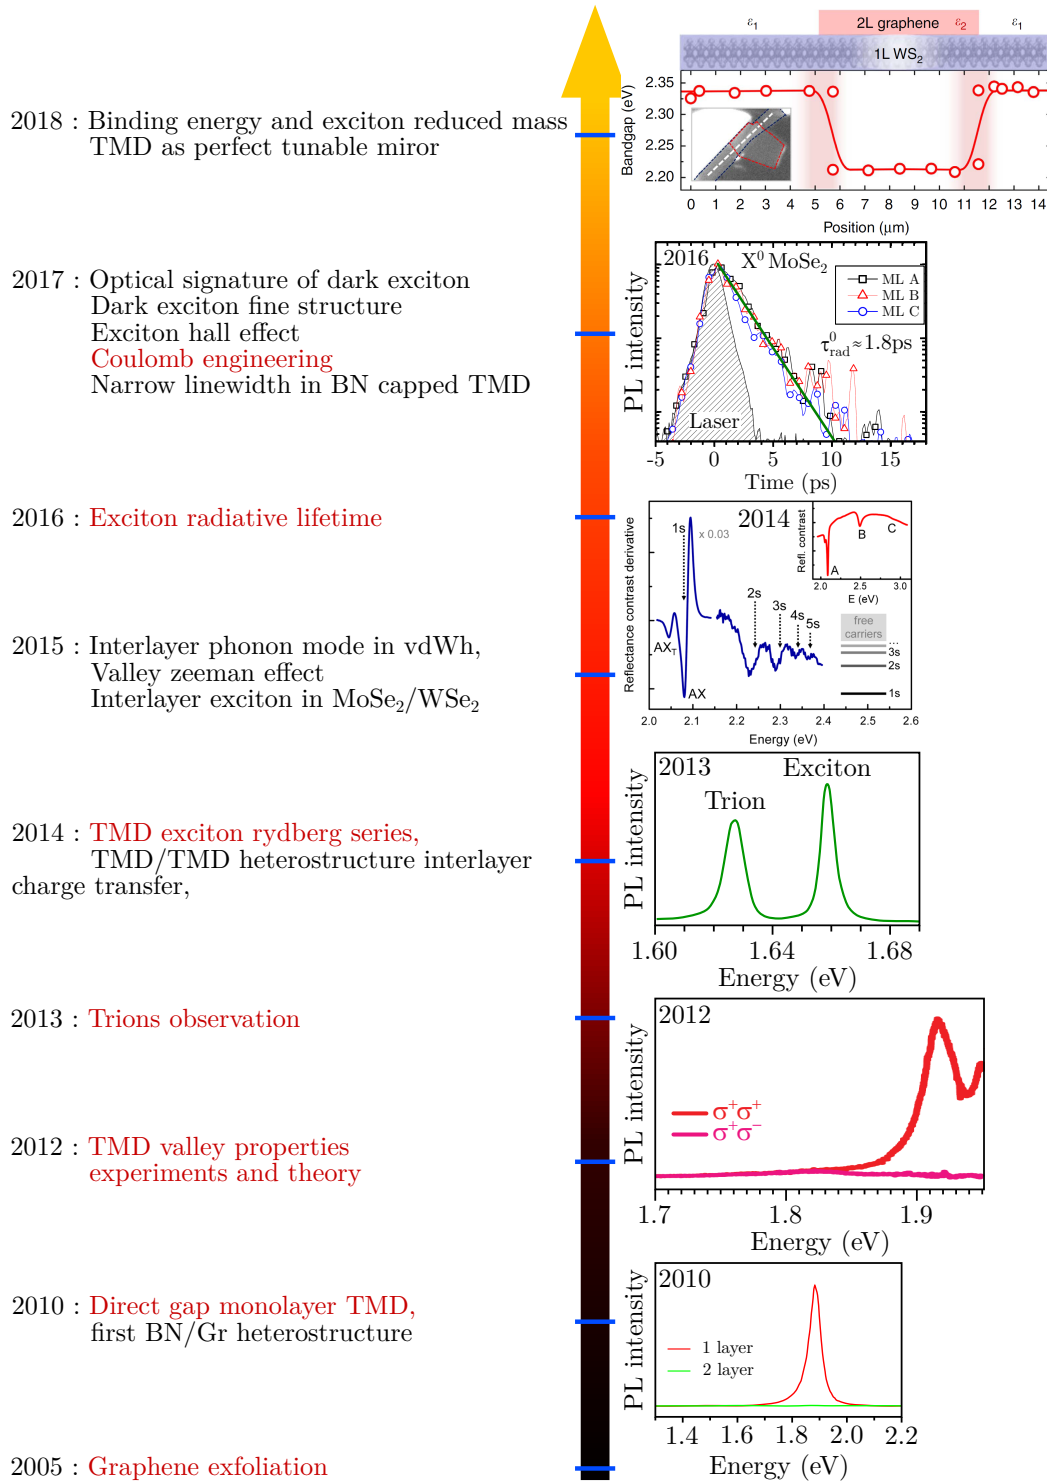 2018 : Binding energy and exciton reduced mass
TMD as perfect tunable miror
2017 : Optical signature of dark exciton
Dark exciton fine structure
Exciton hall effect
Coulomb engineering
Narrow linewidth in BN capped TMD
2016 : Exciton radiative lifetime
2015 : Interlayer phonon mode in vdWh,
Valley zeeman effect
Interlayer exciton in MoSe₂/WSe₂
2014 : TMD exciton rydberg series,
TMD/TMD heterostructure interlayer
charge transfer,
2013 : Trions observation
2012 : TMD valley properties
experiments and theory
2010 : Direct gap monolayer TMD,
first BN/Gr heterostructure
2005 : Graphene exfoliation
ε₁ 2L graphene ε₂ ε₁
1L WS₂
Bandgap (eV)
2.35
2.30
2.25
2.20
0 1 2 3 4 5 6 7 8 9 10 11 12 13 14
Position (μm)
2016 X⁰ MoSe₂
ML A
ML B
ML C
τ⁰rad ≈ 1.8ps
Laser
PL intensity
-5 0 5 10 15
Time (ps)
2014
1s x 0.03
2s
3s
4s
5s
AX_T
AX
Reflectance contrast derivative
2.0 2.1 2.2 2.3 2.4 2.5 2.6
Energy (eV)
Refl. contrast
A
B
C
2.0 2.5 3.0
E (eV)
free
carriers
...
3s
2s
1s
2013 Exciton
Trion
PL intensity
1.60 1.64 1.68
Energy (eV)
2012
σ⁺σ⁺
σ⁺σ⁻
PL intensity
1.7 1.8 1.9
Energy (eV)
2010
1 layer
2 layer
PL intensity
1.4 1.6 1.8 2.0 2.2
Energy (eV)